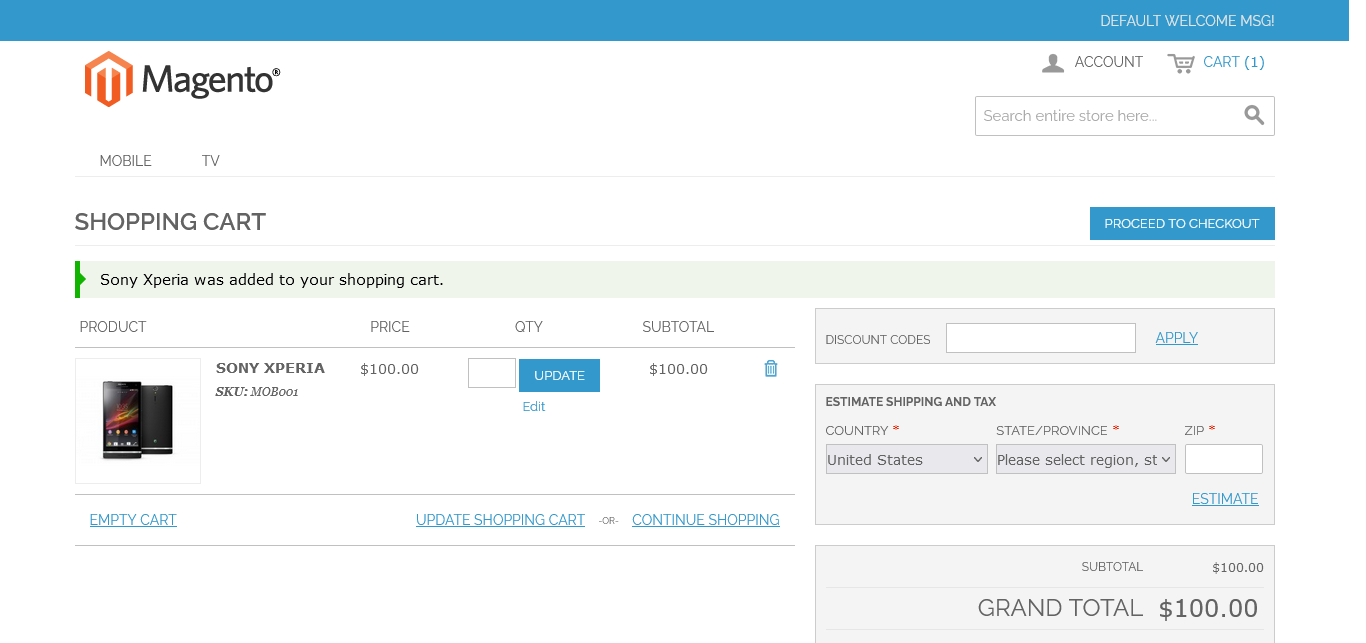 DEFAULT WELCOME MSG!
Magento®
ACCOUNT
CART (1)
Search entire store here...
MOBILE
TV
SHOPPING CART
PROCEED TO CHECKOUT
Sony Xperia was added to your shopping cart.
PRODUCT PRICE QTY SUBTOTAL
SONY XPERIA $100.00 UPDATE $100.00
SKU: MOB001
Edit
EMPTY CART UPDATE SHOPPING CART -OR- CONTINUE SHOPPING
DISCOUNT CODES APPLY
ESTIMATE SHIPPING AND TAX
COUNTRY * STATE/PROVINCE * ZIP *
United States Please select region, st
ESTIMATE
SUBTOTAL $100.00
GRAND TOTAL $100.00